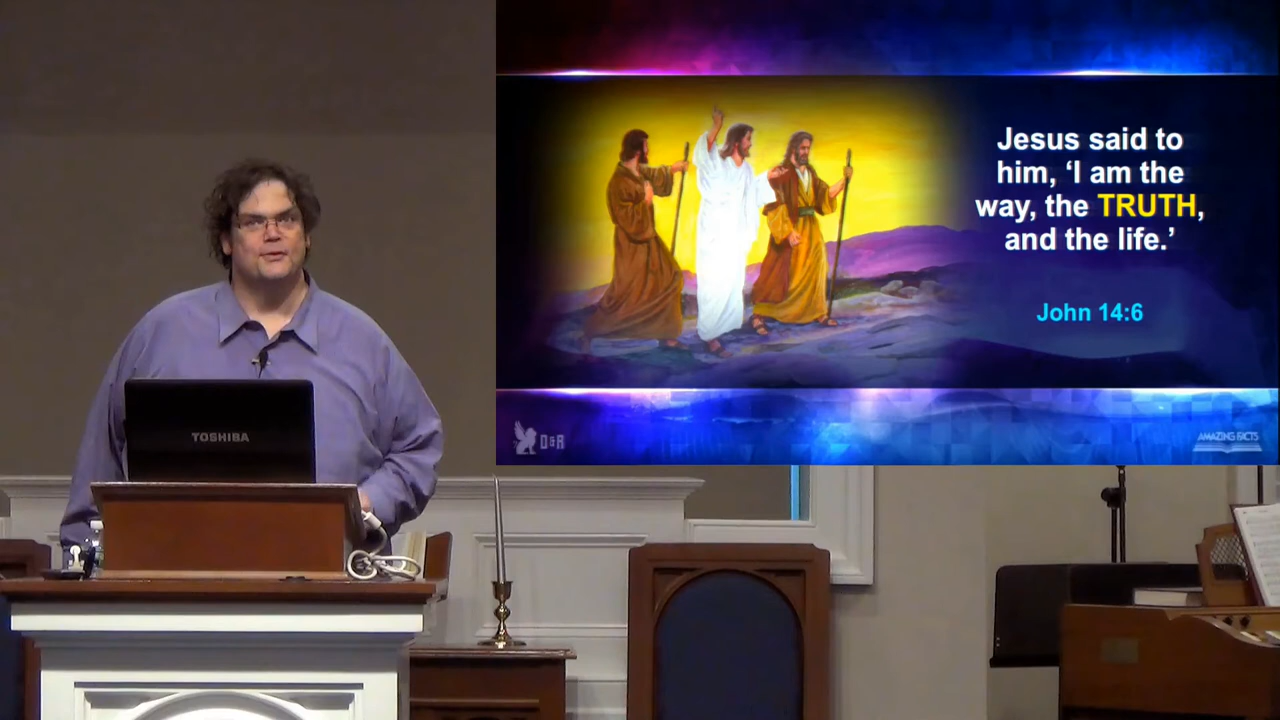 TOSHIBA
Jesus said to
him, ‘I am the
way, the TRUTH,
and the life.’
John 14:6
D&R
AMAZING FACTS